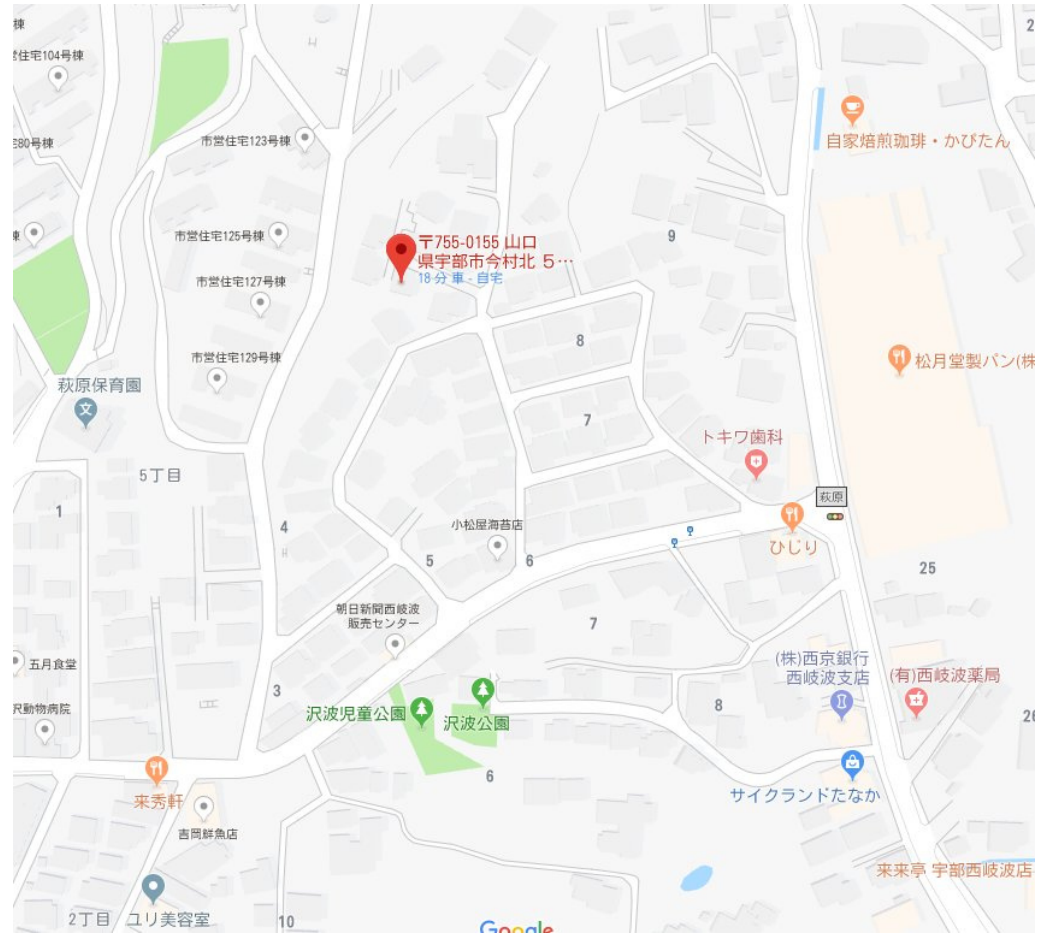 棟
2
営住宅104号棟
自家焙煎珈琲・かぴたん
宅80号棟
市営住宅123号棟
棟
市営住宅125号棟
〒755-0155 山口
県宇部市今村北 5…
18 分 車 - 自宅
9
市営住宅127号棟
8
市営住宅129号棟
松月堂製パン(株
萩原保育園
7
トキワ歯科
5丁目
萩原
1
4
小松屋海苔店
ひじり
5
6
25
朝日新聞西岐波
販売センター
7
五月食堂
(株)西京銀行
西岐波支店
(有)西岐波薬局
3
沢動物病院
沢波児童公園
沢波公園
8
26
6
来秀軒
サイクランドたなか
吉岡鮮魚店
来来亭 宇部西岐波店
2丁目
ユリ美容室
10
Google